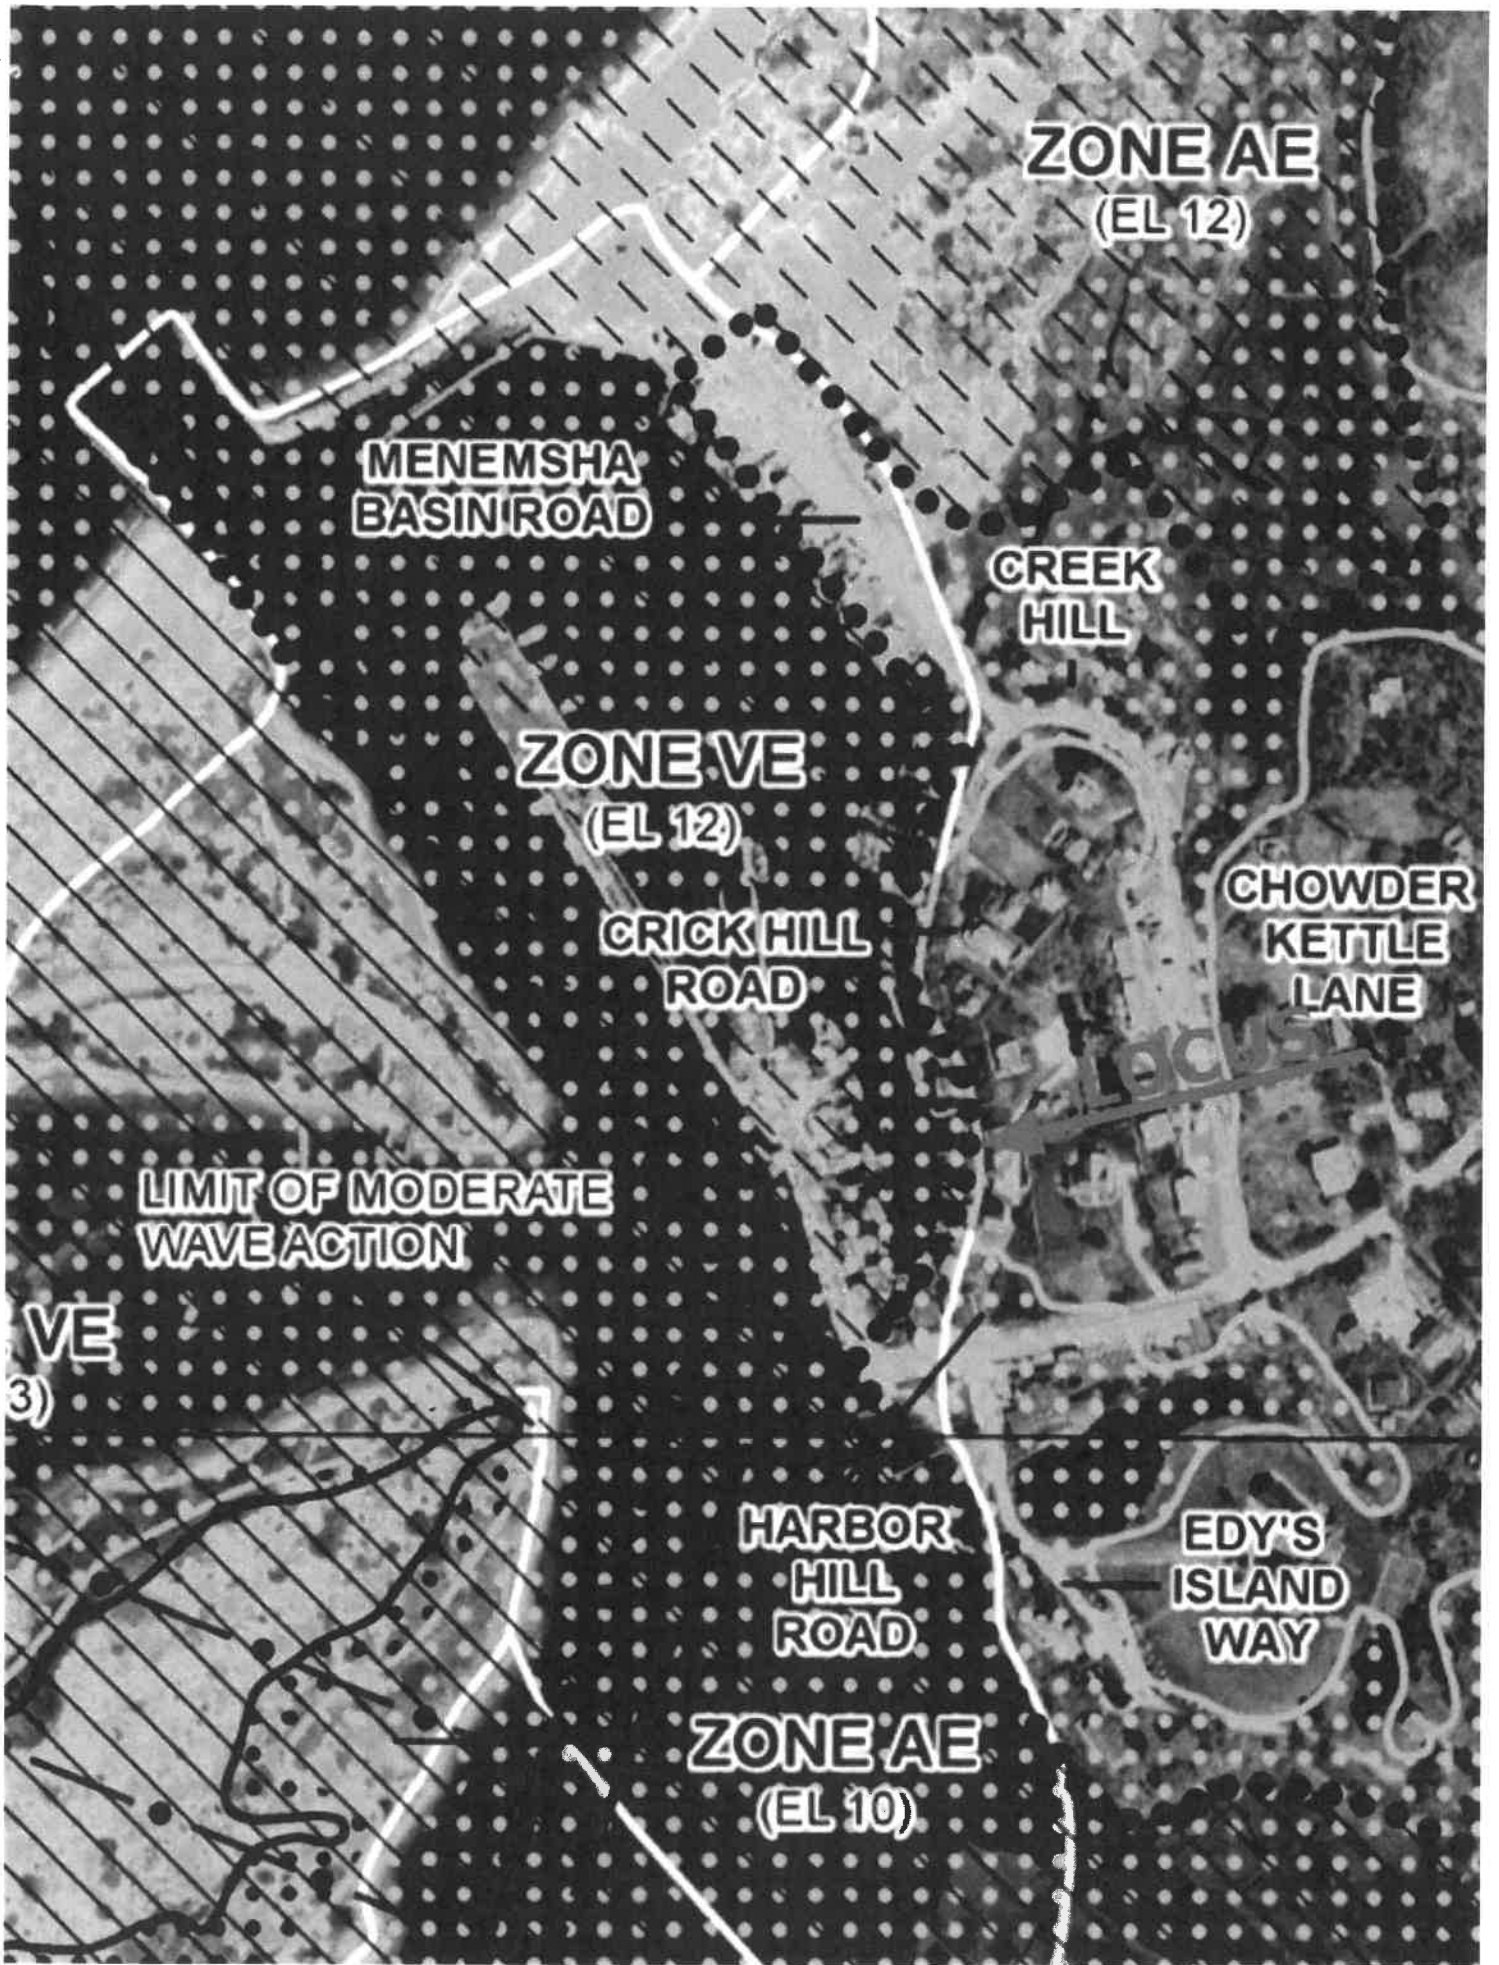 ZONE AE
(EL 12)
MENEMSHA
BASIN ROAD
CREEK
HILL
ZONE VE
(EL 12)
CRICK HILL
ROAD
CHOWDER
KETTLE
LANE
LOCUS
LIMIT OF MODERATE
WAVE ACTION
VE
3)
HARBOR
HILL
ROAD
EDY'S
ISLAND
WAY
ZONE AE
(EL 10)